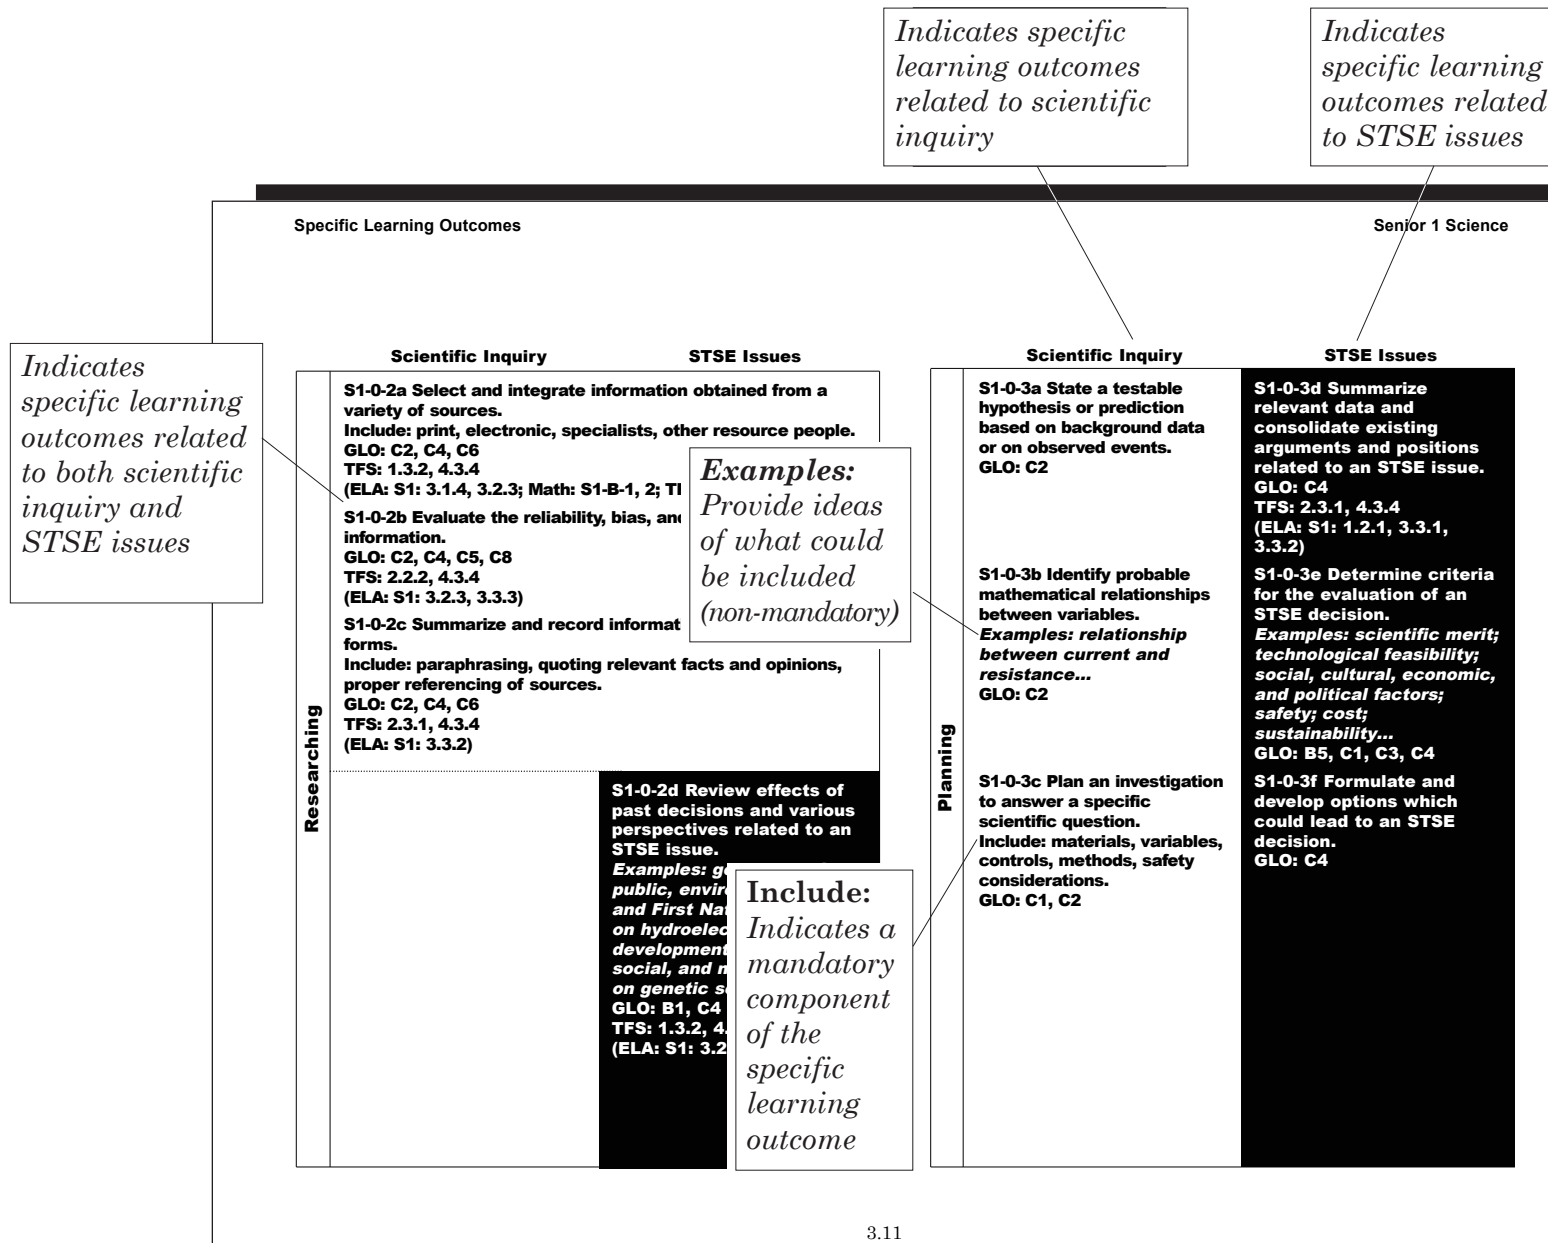 Indicates specific
learning outcomes
related to scientific
inquiry
Indicates
specific learning
outcomes related
to STSE issues
Specific Learning Outcomes
Senior 1 Science
Indicates
specific learning
outcomes related
to both scientific
inquiry and
STSE issues
Scientific Inquiry
STSE Issues
Researching
S1-0-2a Select and integrate information obtained from a
variety of sources.
Include: print, electronic, specialists, other resource people.
GLO: C2, C4, C6
TFS: 1.3.2, 4.3.4
(ELA: S1: 3.1.4, 3.2.3; Math: S1-B-1, 2;
S1-0-2b Evaluate the reliability, bias, and
information.
GLO: C2, C4, C5, C8
TFS: 2.2.2, 4.3.4
(ELA: S1: 3.2.3, 3.3.3)
S1-0-2c Summarize and record
forms.
Include: paraphrasing, quoting relevant facts and opinions,
proper referencing of sources.
GLO: C2, C4, C6
TFS: 2.3.1, 4.3.4
(ELA: S1: 3.3.2)
S1-0-2d Review effects of
past decisions and various
perspectives related to an
STSE issue.
Examples:
public,
and First
on
development
social, and
on genetic
GLO: B1, C4
TFS: 1.3.2,
(ELA: S1:
Examples:
Provide ideas
of what could
be included
(non-mandatory)
Include:
Indicates a
mandatory
component
of the
specific
learning
outcome
Scientific Inquiry
STSE Issues
Planning
S1-0-3a State a testable
hypothesis or prediction
based on background data
or on observed events.
GLO: C2
S1-0-3b Identify probable
mathematical relationships
between variables.
Examples: relationship
between current and
resistance...
GLO: C2
S1-0-3c Plan an investigation
to answer a specific
scientific question.
Include: materials, variables,
controls, methods, safety
considerations.
GLO: C1, C2
S1-0-3d Summarize
relevant data and
consolidate existing
arguments and positions
related to an STSE issue.
GLO: C4
TFS: 2.3.1, 4.3.4
(ELA: S1: 1.2.1, 3.3.1,
3.3.2)
S1-0-3e Determine criteria
for the evaluation of an
STSE decision.
Examples: scientific merit;
technological feasibility;
social, cultural, economic,
and political factors;
safety; cost;
sustainability...
GLO: B5, C1, C3, C4
S1-0-3f Formulate and
develop options which
could lead to an STSE
decision.
GLO: C4
3.11